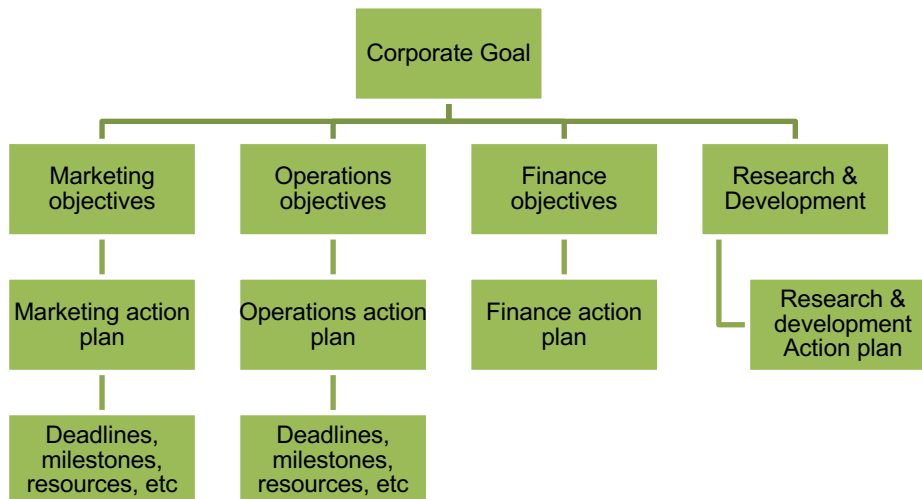 Corporate Goal
Marketing
objectives
Operations
objectives
Finance
objectives
Research &
Development
Marketing action
plan
Operations action
plan
Finance action
plan
Research &
development
Action plan
Deadlines,
milestones,
resources, etc
Deadlines,
milestones,
resources, etc